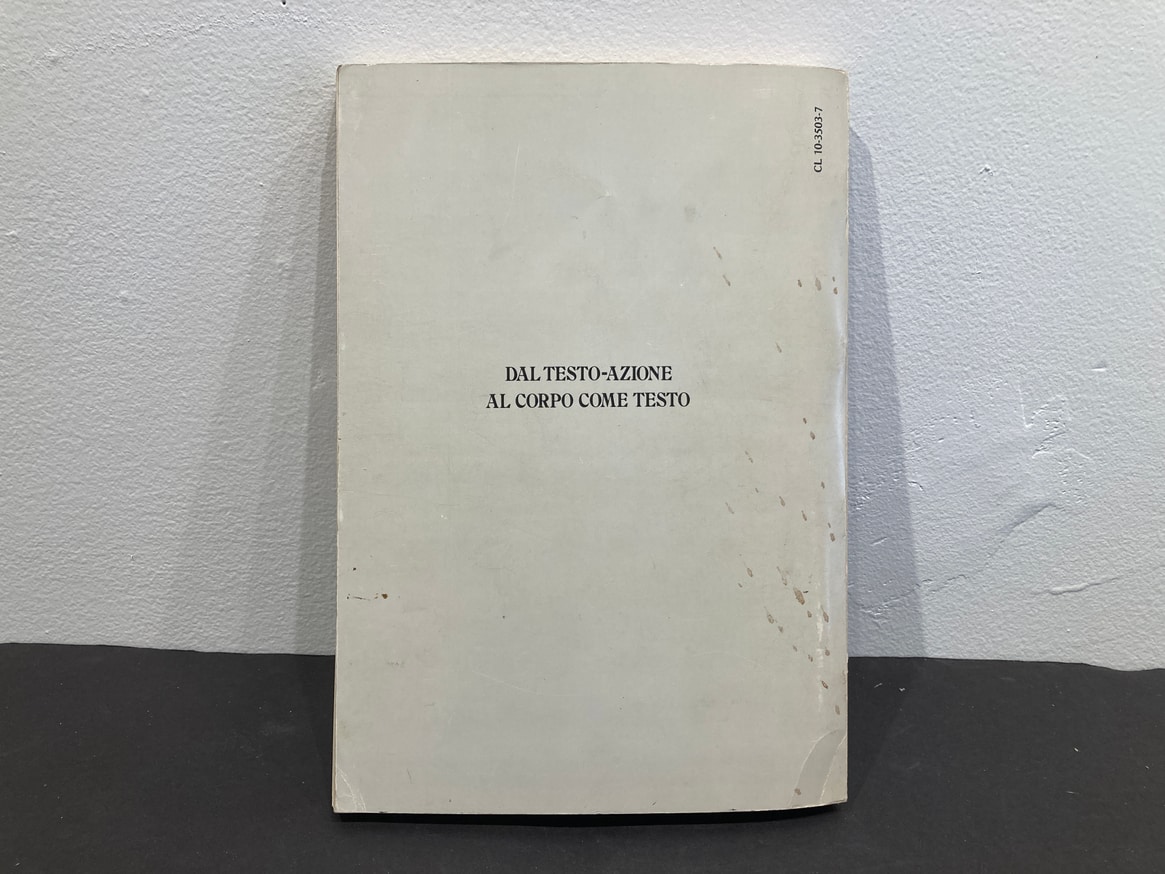 CL 10-3503-7
DAL TESTO-AZIONE
AL CORPO COME TESTO